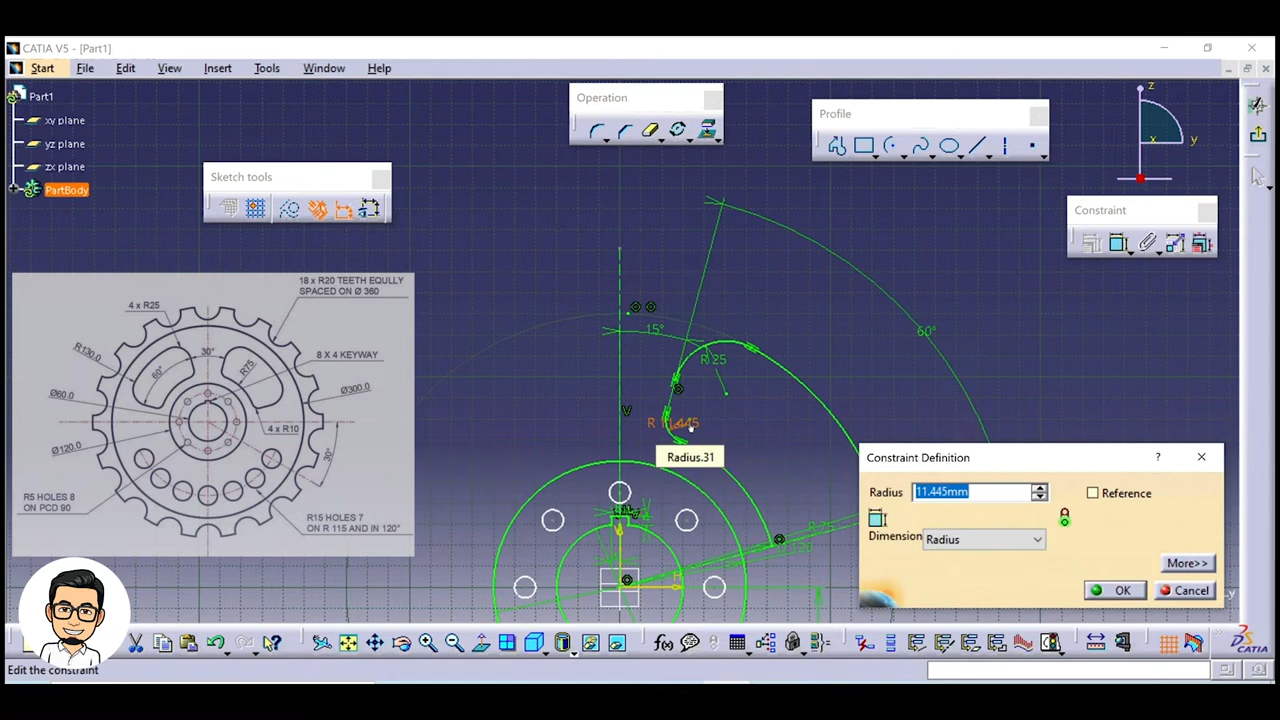 CATIA V5 - [Part1]
Start File Edit View Insert Tools Window Help
Part1
xy plane
yz plane
zx plane
PartBody
Sketch tools
Operation
Profile
Constraint
z
x
y
18 x R20 TEETH EQULLY
SPACED ON Ø 360
4 x R25
R130.0
30°
60°
R75
8 X 4 KEYWAY
Ø60.0
Ø300.0
4 x R10
Ø120.0
30°
R5 HOLES 8
ON PCD 90
R15 HOLES 7
ON R 115 AND IN 120°
15°
60°
R 25
V
Radius.31
R 75
R 120
H
Constraint Definition
?
Radius 11.445mm Reference
Dimension Radius
More>>
OK Cancel
f(x)
CATIA
Edit the constraint